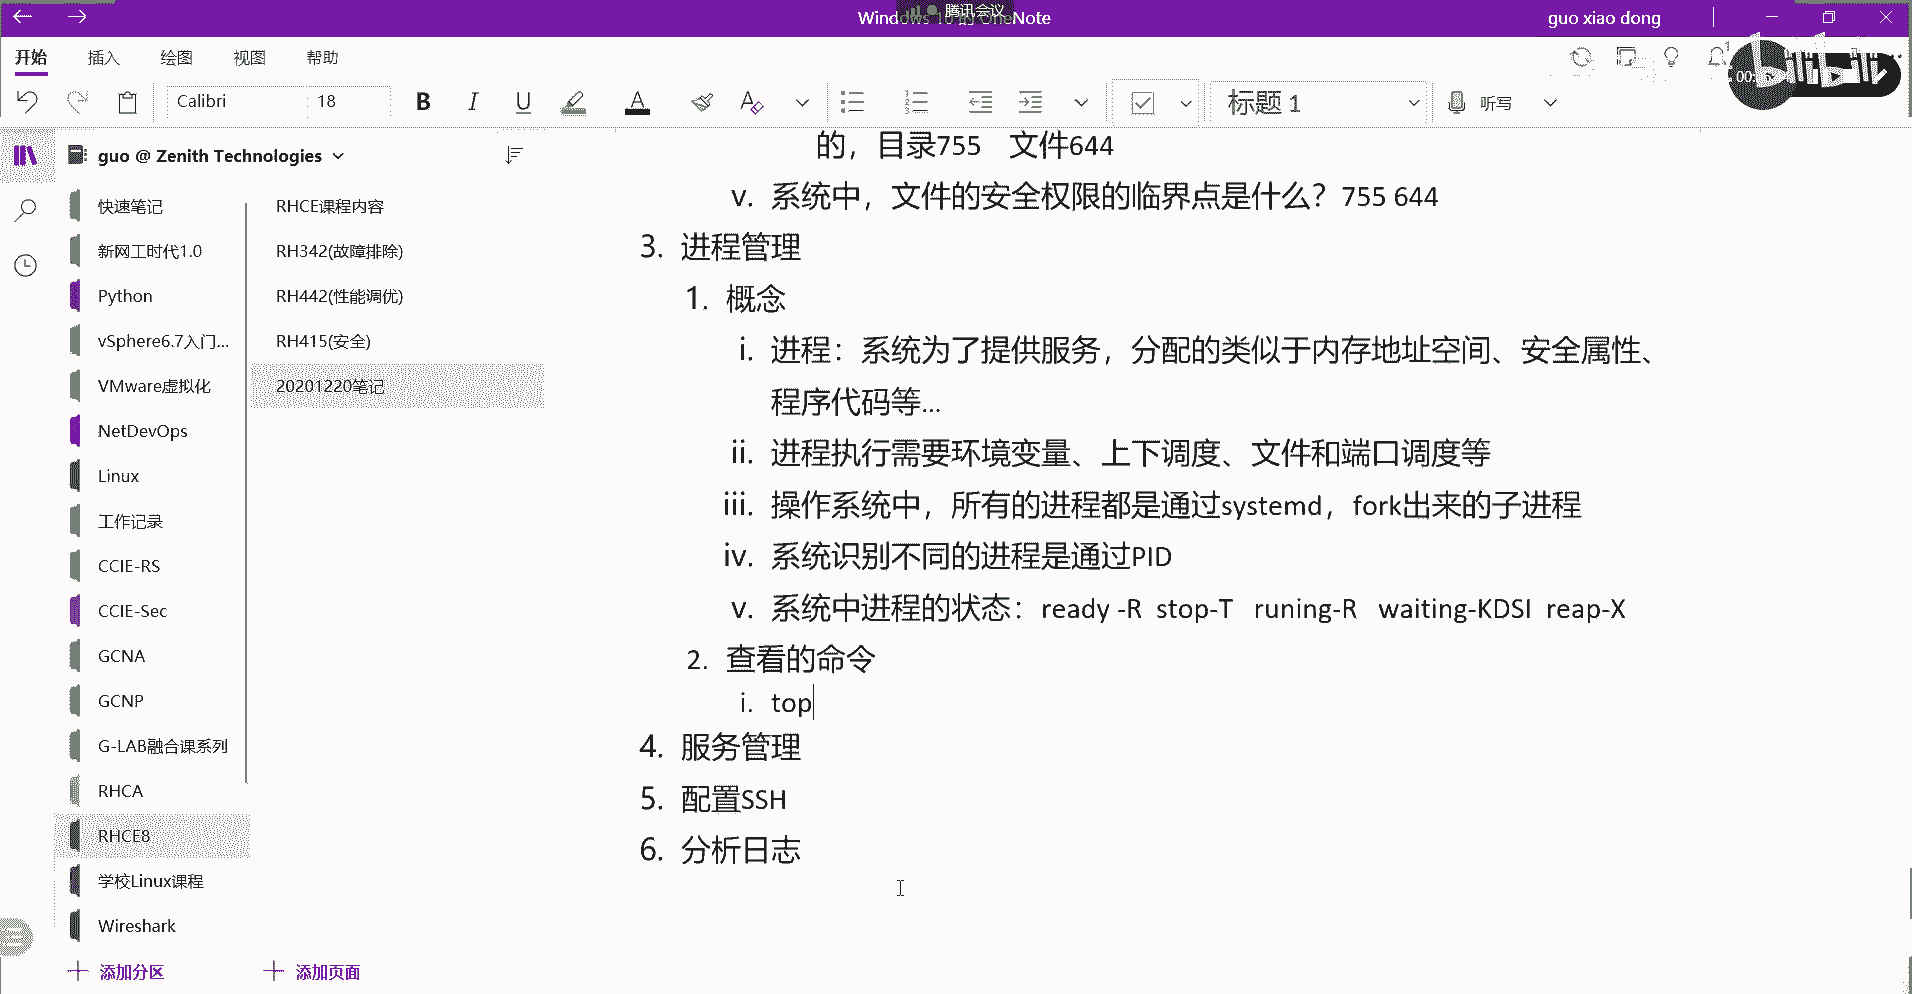 Windows 10 的 OneNote
腾讯会议
guo xiao dong
开始 插入 绘图 视图 帮助
Calibri 18 B I U A 标题 1 听写
guo @ Zenith Technologies
快速笔记
新网工时代1.0
Python
vSphere6.7入门...
VMware虚拟化
NetDevOps
Linux
工作记录
CCIE-RS
CCIE-Sec
GCNA
GCNP
G-LAB融合课系列
RHCA
RHCE8
学校Linux课程
Wireshark
添加分区
RHCE课程内容
RH342(故障排除)
RH442(性能调优)
RH415(安全)
20201220笔记
添加页面
的，目录755 文件644
v. 系统中，文件的安全权限的临界点是什么？755 644
3. 进程管理
1. 概念
i. 进程：系统为了提供服务，分配的类似于内存地址空间、安全属性、
程序代码等...
ii. 进程执行需要环境变量、上下调度、文件和端口调度等
iii. 操作系统中，所有的进程都是通过systemd，fork出来的子进程
iv. 系统识别不同的进程是通过PID
v. 系统中进程的状态：ready -R stop-T runing-R waiting-KDSI reap-X
2. 查看的命令
i. top
4. 服务管理
5. 配置SSH
6. 分析日志
bilibili